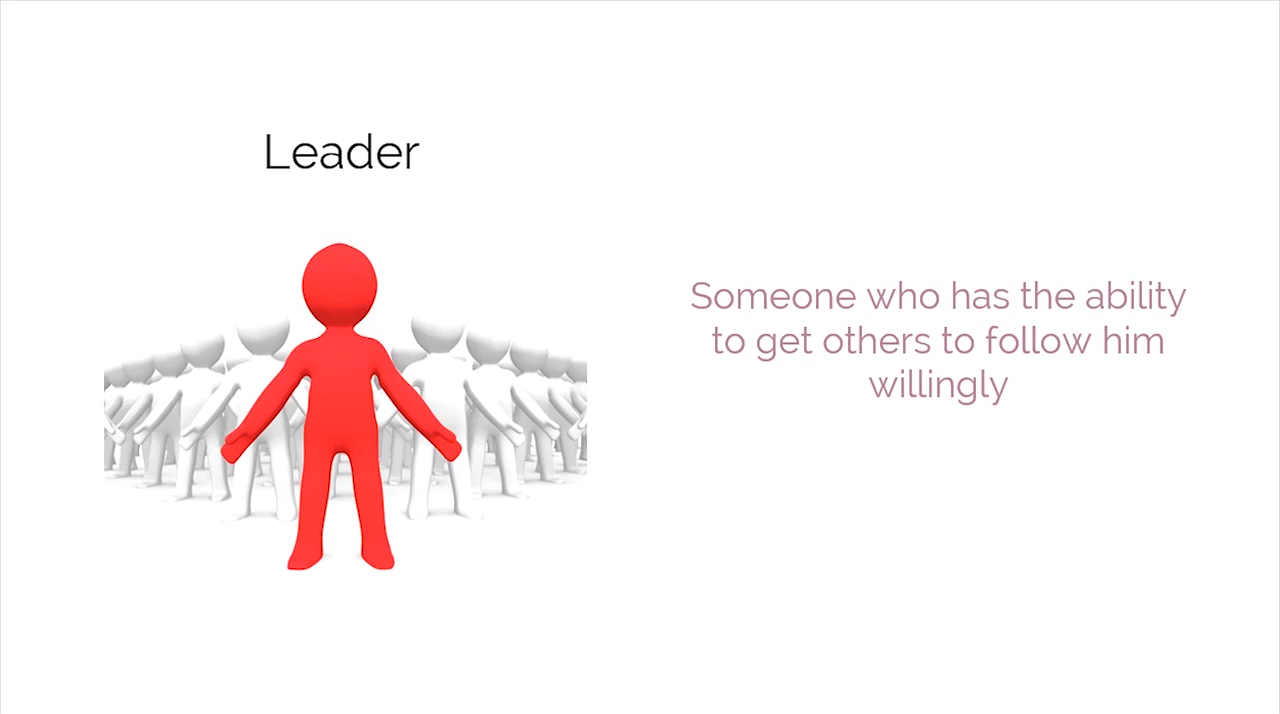 Leader
Someone who has the ability
to get others to follow him
willingly